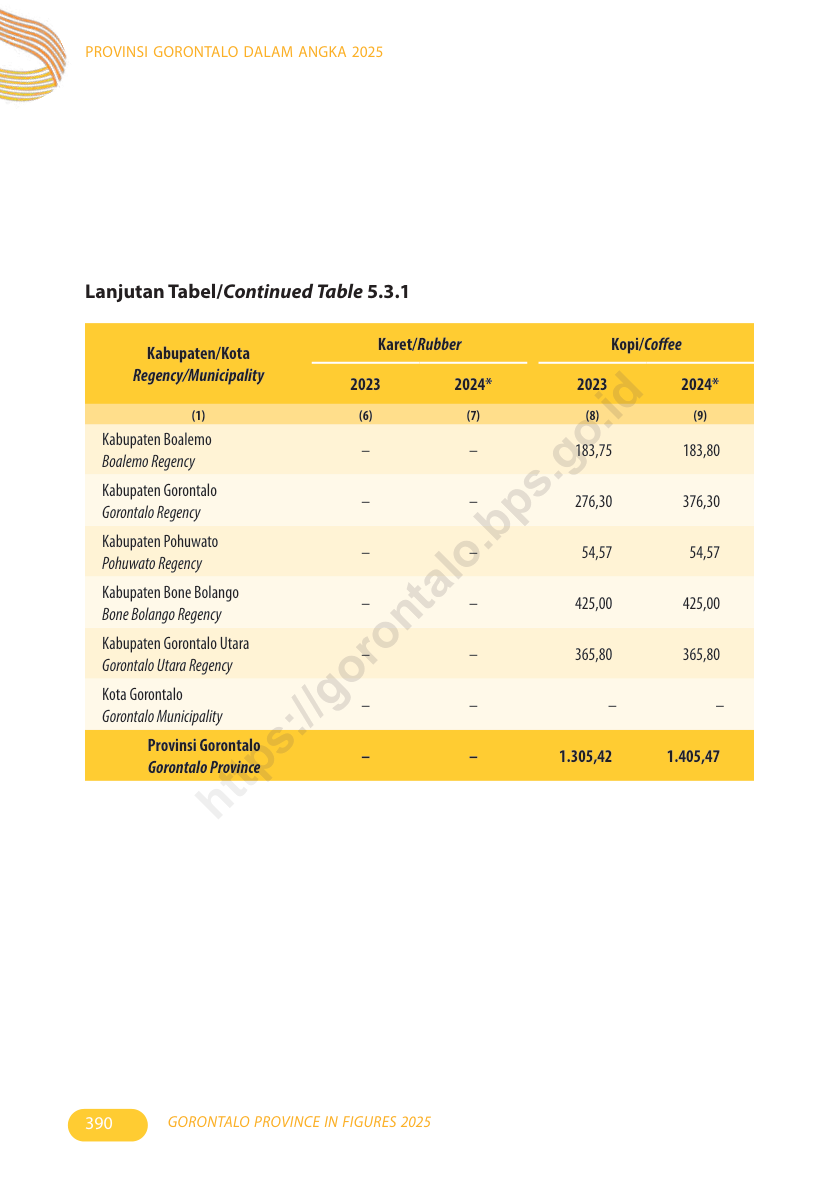 PROVINSI GORONTALO DALAM ANGKA 2025
Lanjutan Tabel/Continued Table 5.3.1
Kabupaten/Kota
Regency/Municipality
Karet/Rubber
Kopi/Coffee
2023
2024*
2023
2024*
(1)
(6)
(7)
(8)
(9)
Kabupaten Boalemo
Boalemo Regency
–
–
183,75
183,80
Kabupaten Gorontalo
Gorontalo Regency
–
–
276,30
376,30
Kabupaten Pohuwato
Pohuwato Regency
–
–
54,57
54,57
Kabupaten Bone Bolango
Bone Bolango Regency
–
–
425,00
425,00
Kabupaten Gorontalo Utara
Gorontalo Utara Regency
–
–
365,80
365,80
Kota Gorontalo
Gorontalo Municipality
–
–
–
–
Provinsi Gorontalo
Gorontalo Province
–
–
1.305,42
1.405,47
https://gorontalo.bps.go.id
390
GORONTALO PROVINCE IN FIGURES 2025